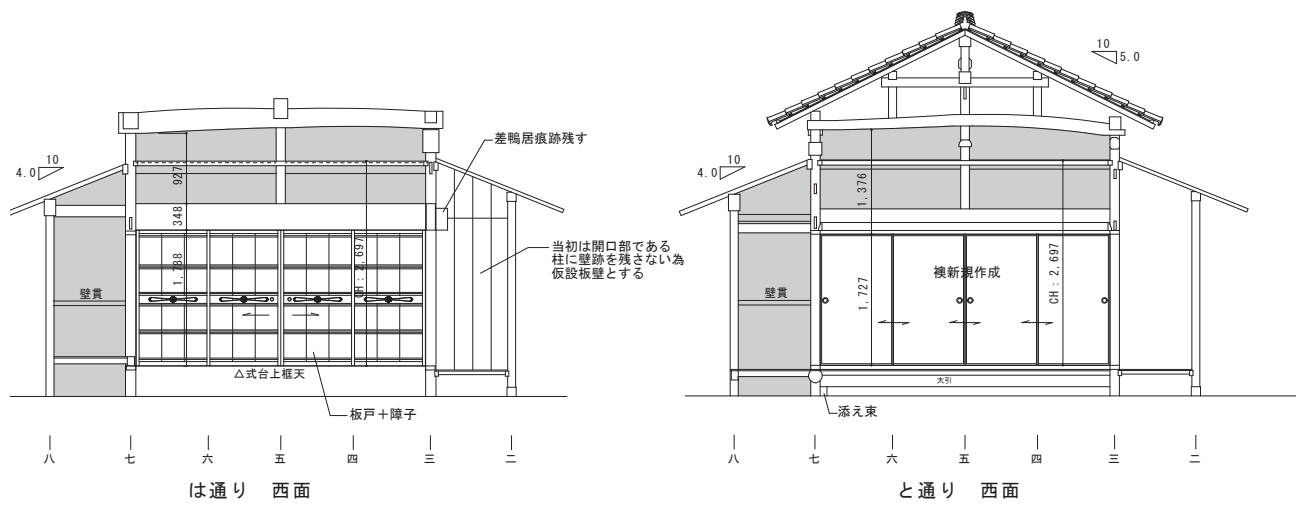 10
4.0
927
348
1,788
CH：2,697
差鴨居痕跡残す
当初は開口部である
柱に壁跡を残さない為
仮設板壁とする
壁貫
△式台上框天
板戸＋障子
八 七 六 五 四 三 二
は通り　西面
10
5.0
10
4.0
1,376
1,727
CH：2,697
襖新規作成
壁貫
大引
添え束
八 七 六 五 四 三 二
と通り　西面